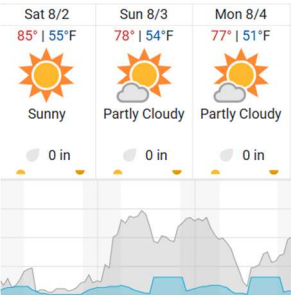 Sat 8/2 Sun 8/3 Mon 8/4
85° | 55°F 78° | 54°F 77° | 51°F
Sunny Partly Cloudy Partly Cloudy
0 in 0 in 0 in